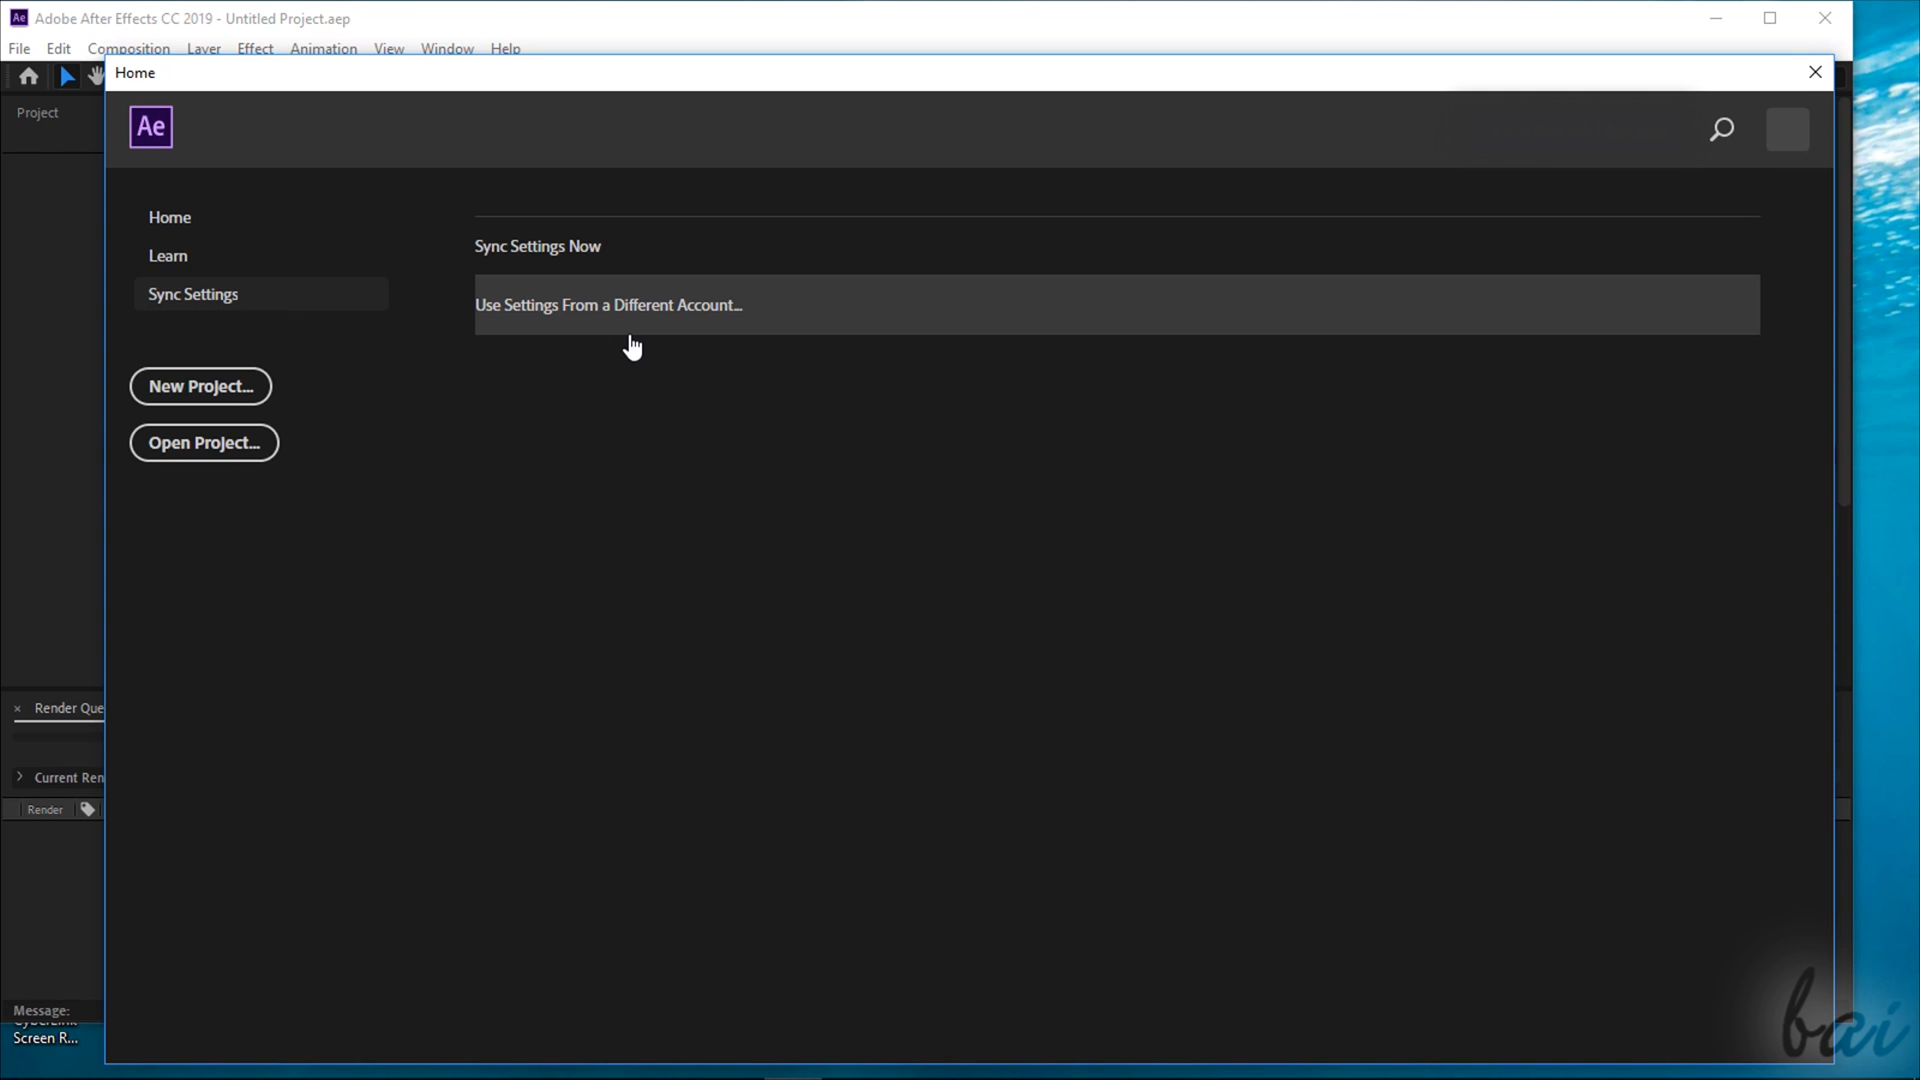 Ae Adobe After Effects CC 2019 - Untitled Project.aep
File Edit Composition Layer Effect Animation View Window Help
Home
Project
Ae
Home
Learn
Sync Settings
Sync Settings Now
Use Settings From a Different Account...
New Project...
Open Project...
Render Que
Current Ren
Render
Message:
CyberLink
Screen R...
bai